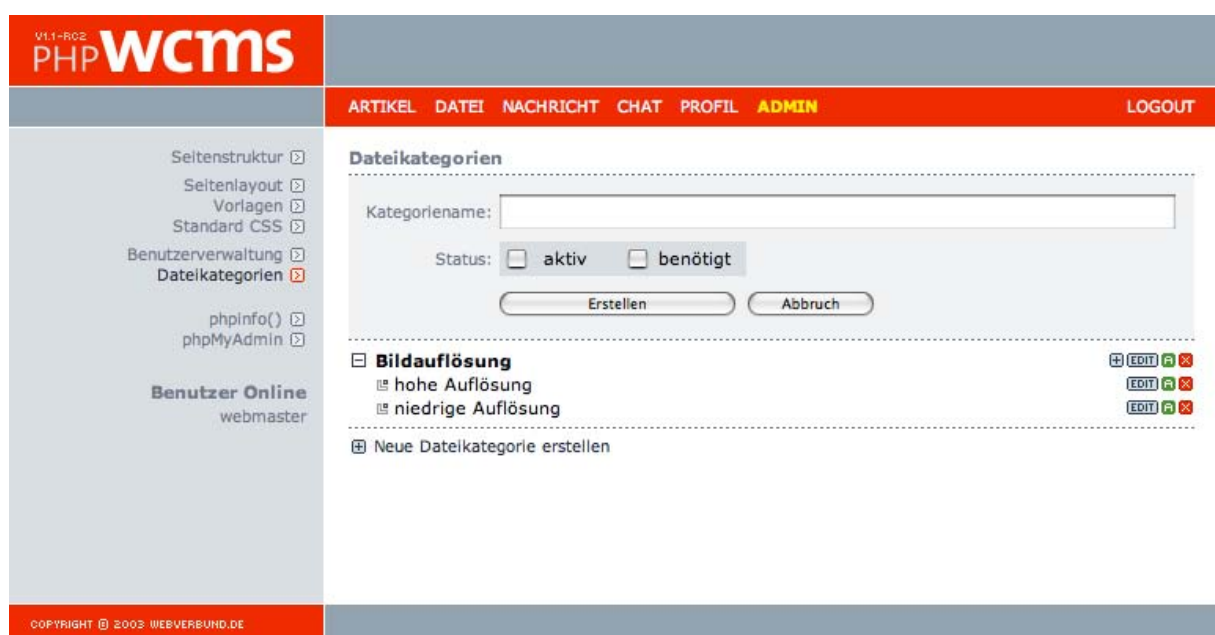 V1.1-RC2
PHPWCMS
ARTIKEL DATEI NACHRICHT CHAT PROFIL ADMIN LOGOUT
Seitenstruktur
Seitenlayout
Vorlagen
Standard CSS
Benutzerverwaltung
Dateikategorien
phpinfo()
phpMyAdmin
Benutzer Online
webmaster
Dateikategorien
Kategoriename:
Status: aktiv benötigt
Erstellen Abbruch
Bildauflösung EDIT A
hohe Auflösung EDIT A
niedrige Auflösung EDIT A
Neue Dateikategorie erstellen
COPYRIGHT © 2003 WEBVERBUND.DE